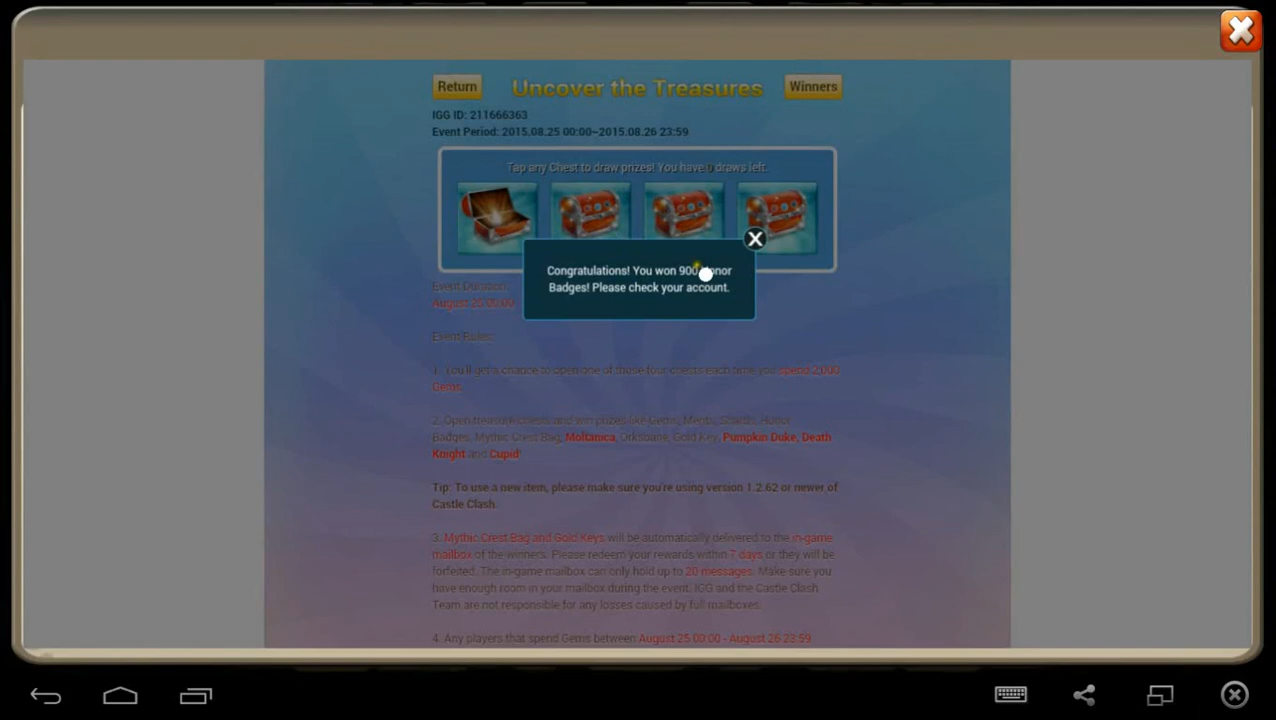 Return
Uncover the Treasures
Winners
IGG ID: 211666363
Event Period: 2015.08.25 00:00~2015.08.26 23:59
Tap any Chest to draw prizes! You have 0 draws left.
Congratulations! You won 900 Honor
Badges! Please check your account.
Event Duration
August 25 00:00
Event Rules:
1. You'll get a chance to open one of those four chests each time you spend 2,000
Gems.
2. Open treasure chests and win prizes like Gems, Merits, Shards, Honor
Badges, Mythic Crest Bag, Moltanica, Orksbane, Gold Key, Pumpkin Duke, Death
Knight and Cupid!
Tip: To use a new item, please make sure you're using version 1.2.62 or newer of
Castle Clash.
3. Mythic Crest Bag and Gold Keys will be automatically delivered to the in-game
mailbox of the winners. Please redeem your rewards within 7 days or they will be
forfeited. The in-game mailbox can only hold up to 20 messages. Make sure you
have enough room in your mailbox during the event. IGG and the Castle Clash
Team are not responsible for any losses caused by full mailboxes.
4. Any players that spend Gems between August 25 00:00 - August 26 23:59